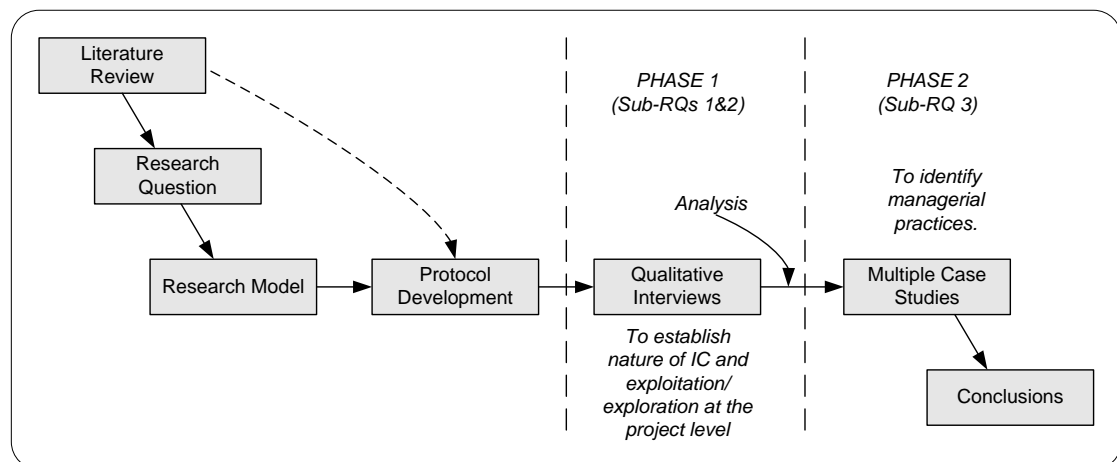 Literature
Review
Research
Question
Research Model
Protocol
Development
PHASE 1
(Sub-RQs 1&2)
Analysis
Qualitative
Interviews
To establish
nature of IC and
exploitation/
exploration at the
project level
PHASE 2
(Sub-RQ 3)
To identify
managerial
practices.
Multiple Case
Studies
Conclusions